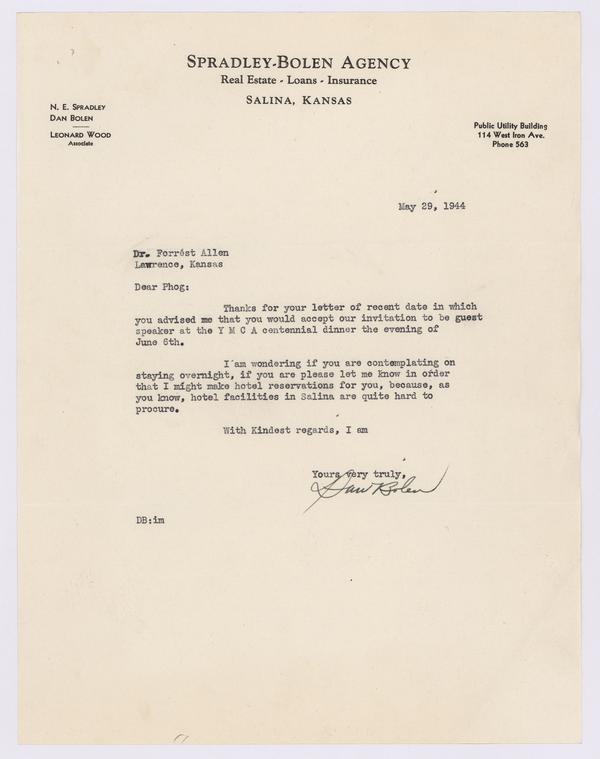 SPRADLEY-BOLEN AGENCY
Real Estate - Loans - Insurance
SALINA, KANSAS
N. E. SPRADLEY
DAN BOLEN
LEONARD WOOD
Associate
Public Utility Building
114 West Iron Ave.
Phone 563
May 29, 1944
Dr. Forrest Allen
Lawrence, Kansas
Dear Phog:
Thanks for your letter of recent date in which
you advised me that you would accept our invitation to be guest
speaker at the Y M C A centennial dinner the evening of
June 6th.
I am wondering if you are contemplating on
staying overnight, if you are please let me know in order
that I might make hotel reservations for you, because, as
you know, hotel facilities in Salina are quite hard to
procure.
With Kindest regards, I am
Yours very truly,
Dan Bolen
DB:im